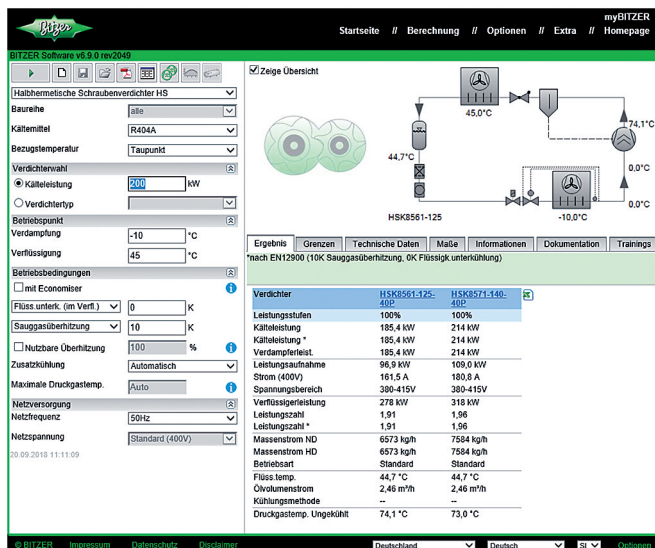 Bitzer
myBITZER
Startseite // Berechnung // Optionen // Extra // Homepage
BITZER Software v6.9.0 rev2049
Halbhermetische Schraubenverdichter HS
Baureihe alle
Kältemittel R404A
Bezugstemperatur Taupunkt
Verdichterwahl
Kälteleistung 200 kW
Verdichtertyp
Betriebspunkt
Verdampfung -10 °C
Verflüssigung 45 °C
Betriebsbedingungen
mit Economiser
Flüss.unterk. (im Verfl.) 0 K
Sauggasüberhitzung 10 K
Nutzbare Überhitzung 100 %
Zusatzkühlung Automatisch
Maximale Druckgastemp. Auto
Netzversorgung
Netzfrequenz 50Hz
Netzspannung Standard (400V)
20.09.2018 11:11:09
Zeige Übersicht
45,0°C
74,1°C
44,7°C
0,0°C
0.0°C
HSK8561-125
-10,0°C
Ergebnis Grenzen Technische Daten Maße Informationen Dokumentation Trainings
*nach EN12900 (10K Sauggasüberhitzung, 0K Flüssigk.unterkühlung)
Verdichter HSK8561-125- HSK8571-140-
40P 40P
Leistungsstufen 100% 100%
Kälteleistung 185,4 kW 214 kW
Kälteleistung * 185,4 kW 214 kW
Verdampferleist. 185,4 kW 214 kW
Leistungsaufnahme 96,9 kW 109,0 kW
Strom (400V) 161,5 A 180,8 A
Spannungsbereich 380-415V 380-415V
Verflüssigerleistung 278 kW 318 kW
Leistungszahl 1,91 1,96
Leistungszahl * 1,91 1,96
Massenstrom ND 6573 kg/h 7584 kg/h
Massenstrom HD 6573 kg/h 7584 kg/h
Betriebsart Standard Standard
Flüss.temp. 44,7 °C 44,7 °C
Ölvolumenstrom 2,46 m³/h 2,46 m³/h
Kühlungsmethode -- --
Druckgastemp. Ungekühlt 74,1 °C 73,0 °C
© BITZER Impressum Datenschutz Disclaimer Deutschland Deutsch SI Optionen